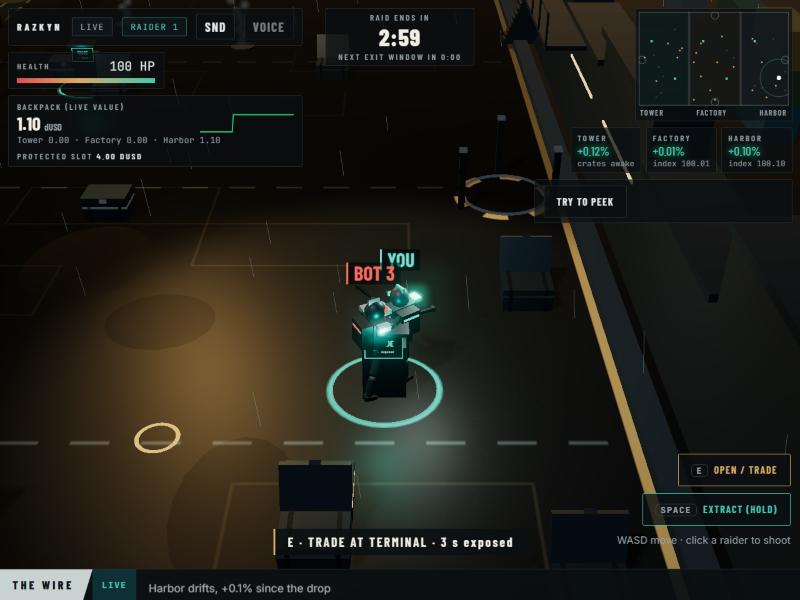 RAZKYN LIVE RAIDER 1 SND VOICE
HEALTH 100 HP
BACKPACK (LIVE VALUE)
1.10 dUSD
Tower 0.00 · Factory 0.00 · Harbor 1.10
PROTECTED SLOT 4.00 DUSD
RAID ENDS IN
2:59
NEXT EXIT WINDOW IN 0:00
TOWER FACTORY HARBOR
TOWER
+0.12%
crates awake
FACTORY
+0.01%
index 100.01
HARBOR
+0.10%
index 100.10
TRY TO PEEK
YOU
BOT 3
E OPEN / TRADE
SPACE EXTRACT (HOLD)
WASD move · click a raider to shoot
E · TRADE AT TERMINAL · 3 s exposed
THE WIRE LIVE Harbor drifts, +0.1% since the drop